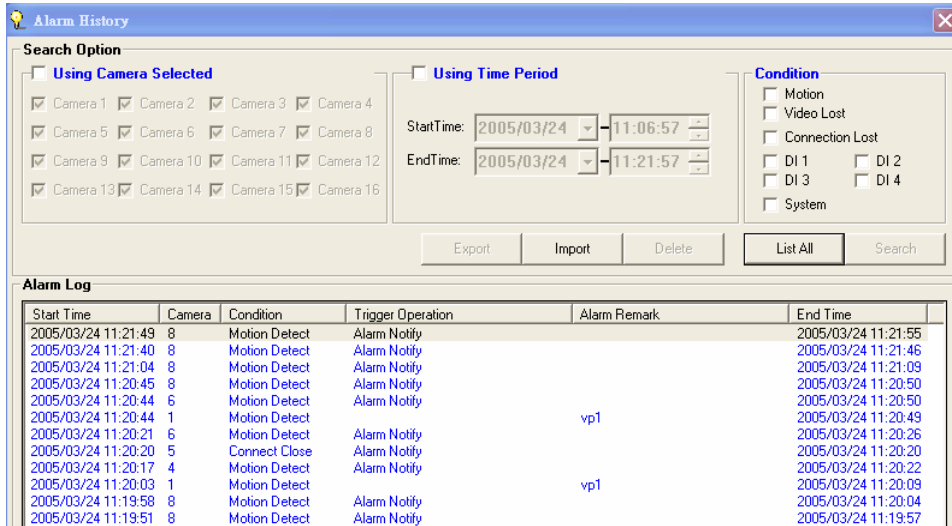 Alarm History
Search Option
Using Camera Selected
Camera 1 Camera 2 Camera 3 Camera 4
Camera 5 Camera 6 Camera 7 Camera 8
Camera 9 Camera 10 Camera 11 Camera 12
Camera 13 Camera 14 Camera 15 Camera 16
Using Time Period
StartTime: 2005/03/24 - 11:06:57
EndTime: 2005/03/24 - 11:21:57
Condition
Motion
Video Lost
Connection Lost
DI 1 DI 2
DI 3 DI 4
System
Export Import Delete List All Search
Alarm Log
Start Time Camera Condition Trigger Operation Alarm Remark End Time
2005/03/24 11:21:49 8 Motion Detect Alarm Notify 2005/03/24 11:21:55
2005/03/24 11:21:40 8 Motion Detect Alarm Notify 2005/03/24 11:21:46
2005/03/24 11:21:04 8 Motion Detect Alarm Notify 2005/03/24 11:21:09
2005/03/24 11:20:45 8 Motion Detect Alarm Notify 2005/03/24 11:20:50
2005/03/24 11:20:44 6 Motion Detect Alarm Notify 2005/03/24 11:20:50
2005/03/24 11:20:44 1 Motion Detect vp1 2005/03/24 11:20:49
2005/03/24 11:20:21 6 Motion Detect Alarm Notify 2005/03/24 11:20:26
2005/03/24 11:20:20 5 Connect Close Alarm Notify 2005/03/24 11:20:20
2005/03/24 11:20:17 4 Motion Detect Alarm Notify 2005/03/24 11:20:22
2005/03/24 11:20:03 1 Motion Detect vp1 2005/03/24 11:20:09
2005/03/24 11:19:58 8 Motion Detect Alarm Notify 2005/03/24 11:20:04
2005/03/24 11:19:51 8 Motion Detect Alarm Notify 2005/03/24 11:19:57